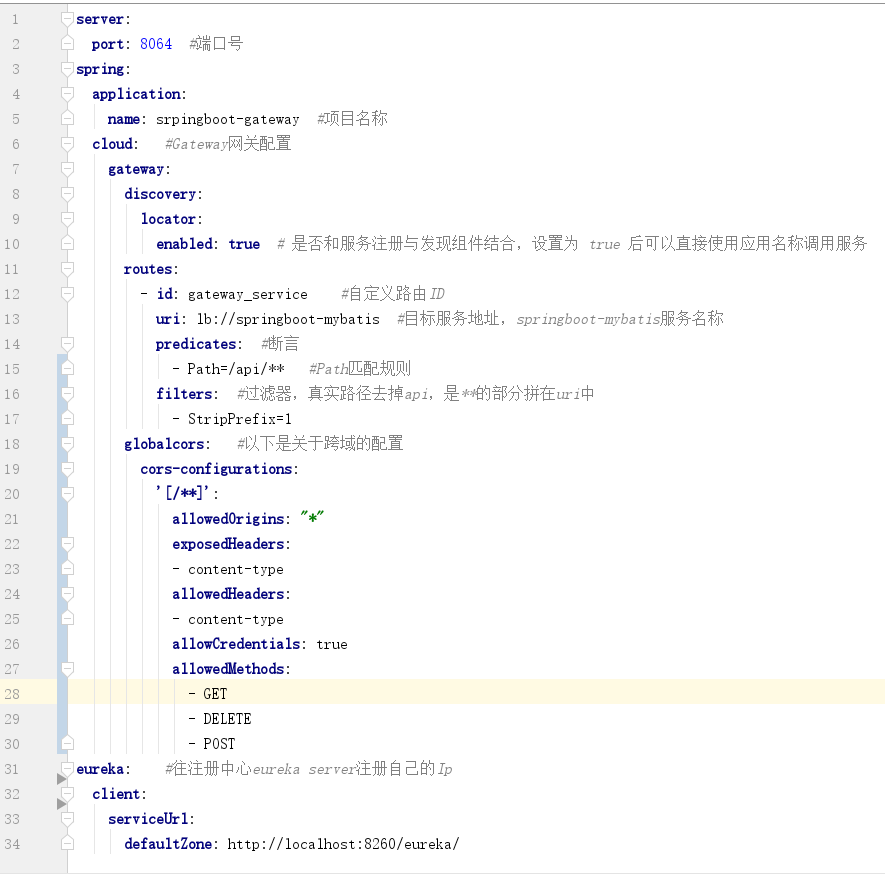 1 server:
2   port: 8064  #端口号
3 spring:
4   application:
5     name: srpingboot-gateway  #项目名称
6   cloud:   #Gateway网关配置
7     gateway:
8       discovery:
9         locator:
10           enabled: true  # 是否和服务注册与发现组件结合，设置为 true 后可以直接使用应用名称调用服务
11       routes:
12         - id: gateway_service    #自定义路由ID
13           uri: lb://springboot-mybatis  #目标服务地址，springboot-mybatis服务名称
14           predicates:  #断言
15             - Path=/api/**   #Path匹配规则
16           filters:  #过滤器，真实路径去掉api，是**的部分拼在uri中
17             - StripPrefix=1
18       globalcors:   #以下是关于跨域的配置
19         cors-configurations:
20           '[/**]':
21             allowedOrigins: "*"
22             exposedHeaders:
23             - content-type
24             allowedHeaders:
25             - content-type
26             allowCredentials: true
27             allowedMethods:
28               - GET
29               - DELETE
30               - POST
31 eureka:    #往注册中心eureka server注册自己的Ip
32   client:
33     serviceUrl:
34       defaultZone: http://localhost:8260/eureka/